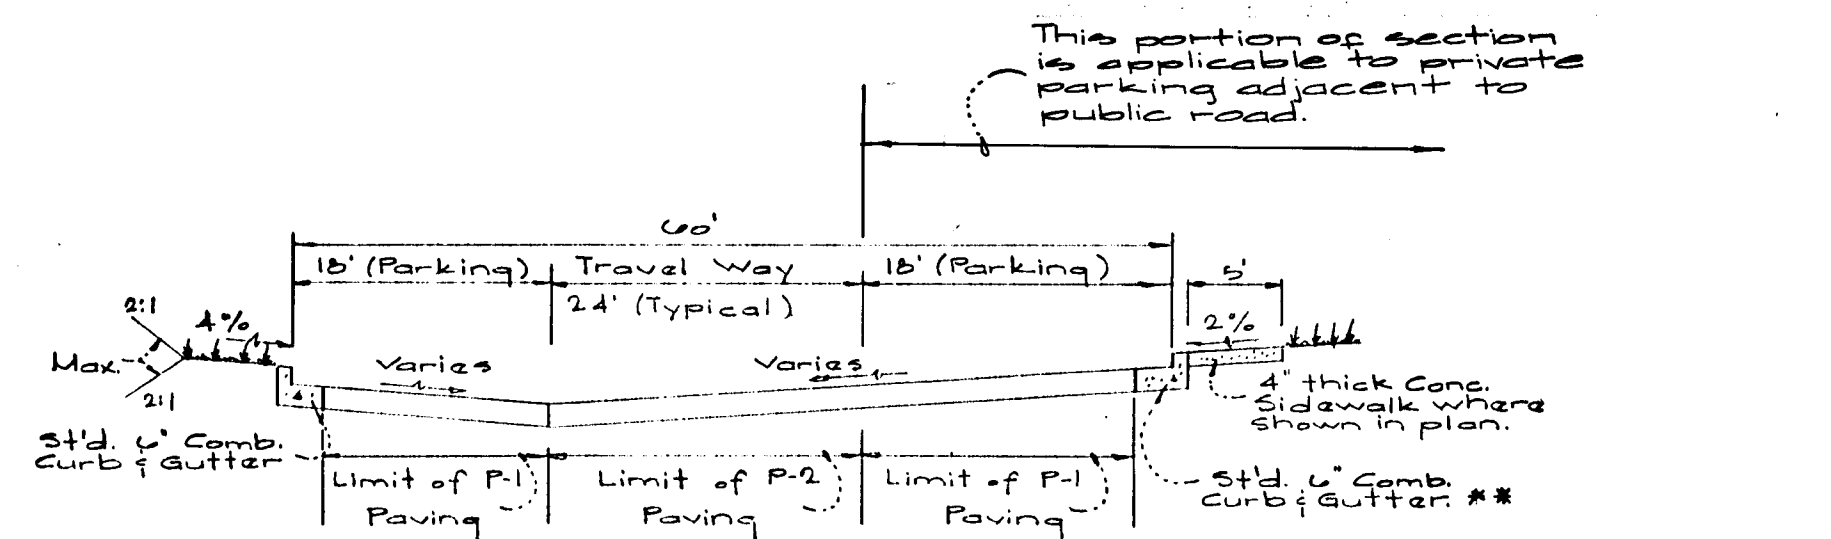 This portion of section
is applicable to private
parking adjacent to
public road.
60'
18' (Parking)
Travel Way
18' (Parking)
5'
24' (Typical)
2:1
4%
2%
Max.
Varies
Varies
2:1
4" thick Conc.
Sidewalk where
shown in plan.
St'd. 6" Comb.
Curb & Gutter
Limit of P-1
Paving
Limit of P-2
Paving
Limit of P-1
Paving
St'd. 6" Comb.
Curb & Gutter. **